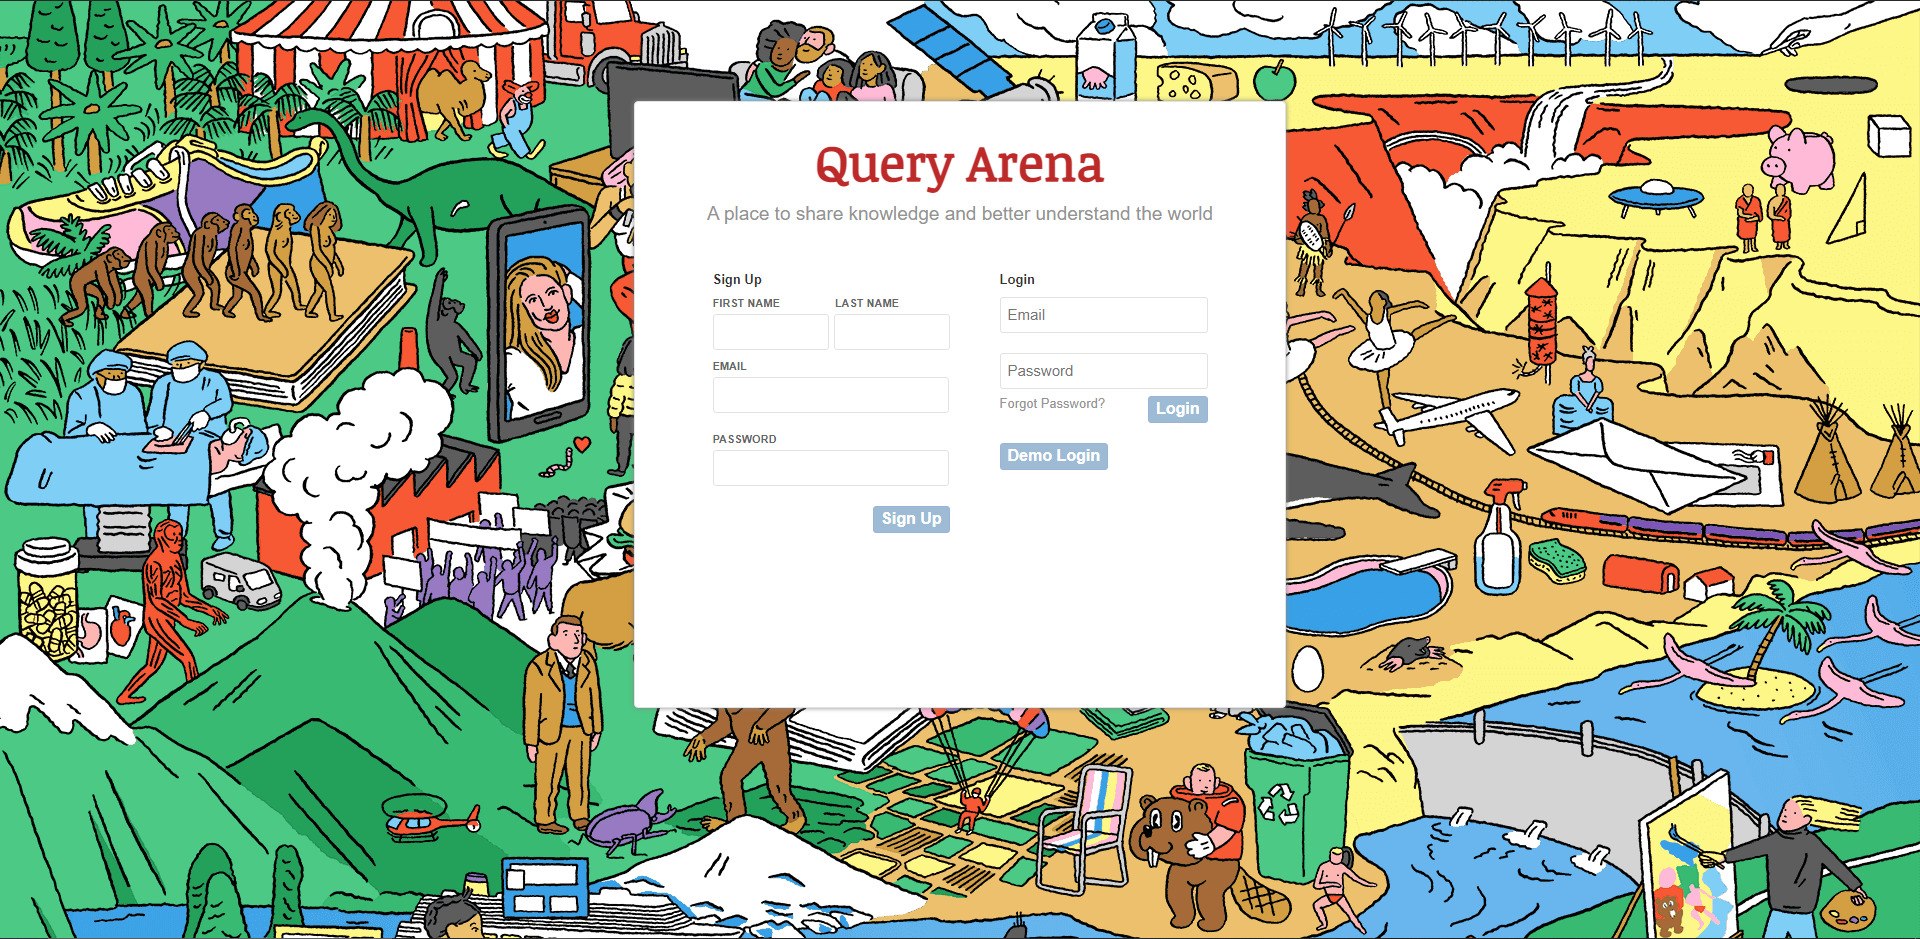 Query Arena
A place to share knowledge and better understand the world
Sign Up
FIRST NAME LAST NAME
EMAIL
PASSWORD
Sign Up
Login
Email
Password
Forgot Password? Login
Demo Login